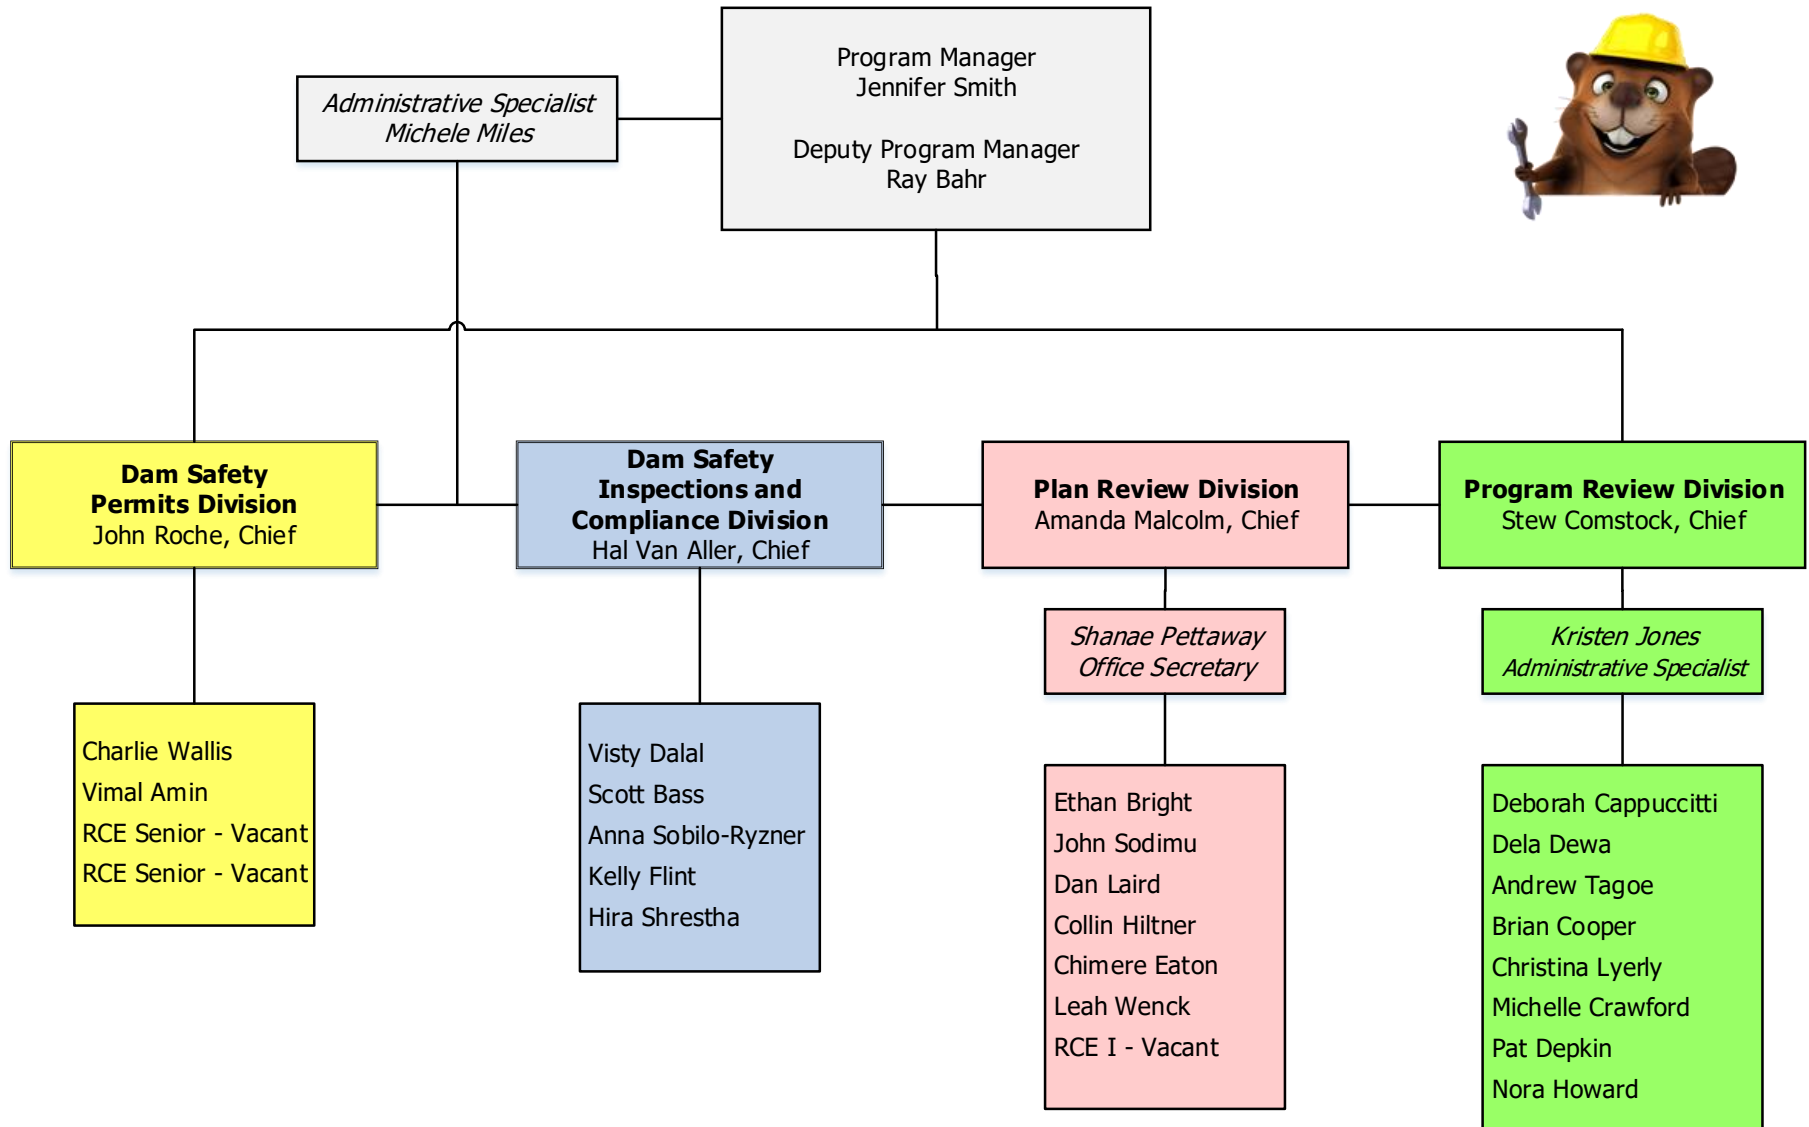 Program Manager
Jennifer Smith
Deputy Program Manager
Ray Bahr
Administrative Specialist
Michele Miles
Dam Safety
Permits Division
John Roche, Chief
Dam Safety
Inspections and
Compliance Division
Hal Van Aller, Chief
Plan Review Division
Amanda Malcolm, Chief
Program Review Division
Stew Comstock, Chief
Shanae Pettaway
Office Secretary
Kristen Jones
Administrative Specialist
Charlie Wallis
Vimal Amin
RCE Senior - Vacant
RCE Senior - Vacant
Visty Dalal
Scott Bass
Anna Sobilo-Ryzner
Kelly Flint
Hira Shrestha
Ethan Bright
John Sodimu
Dan Laird
Collin Hiltner
Chimere Eaton
Leah Wenck
RCE I - Vacant
Deborah Cappuccitti
Dela Dewa
Andrew Tagoe
Brian Cooper
Christina Lyerly
Michelle Crawford
Pat Depkin
Nora Howard